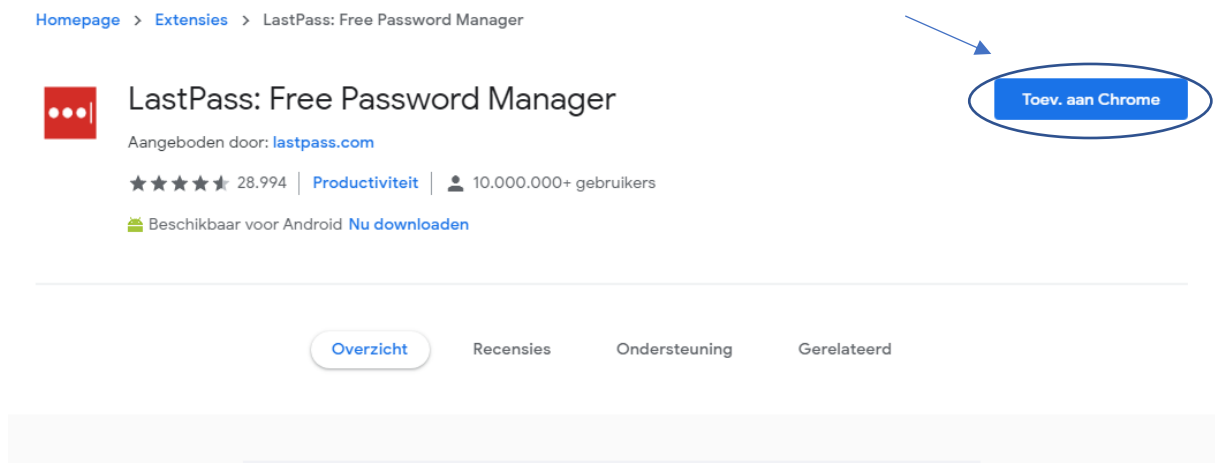 Homepage > Extensies > LastPass: Free Password Manager
LastPass: Free Password Manager
Toev. aan Chrome
Aangeboden door: lastpass.com
28.994 | Productiviteit | 10.000.000+ gebruikers
Beschikbaar voor Android Nu downloaden
Overzicht Recensies Ondersteuning Gerelateerd